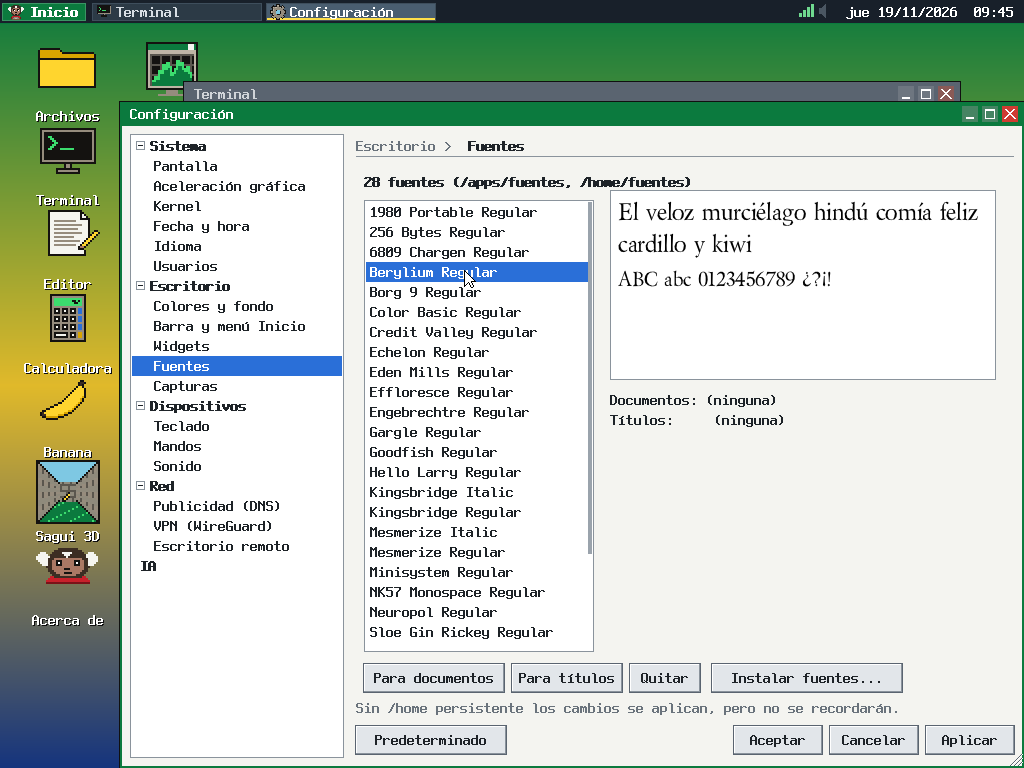 Inicio
Terminal
Configuración
jue 19/11/2026 09:45
Archivos
Terminal
Editor
Calculadora
Banana
Sagui 3D
Acerca de
Terminal
Configuración
Sistema
Pantalla
Aceleración gráfica
Kernel
Fecha y hora
Idioma
Usuarios
Escritorio
Colores y fondo
Barra y menú Inicio
Widgets
Fuentes
Capturas
Dispositivos
Teclado
Mandos
Sonido
Red
Publicidad (DNS)
VPN (WireGuard)
Escritorio remoto
IA
Escritorio > Fuentes
28 fuentes (/apps/fuentes, /home/fuentes)
1980 Portable Regular
256 Bytes Regular
6809 Chargen Regular
Berylium Regular
Borg 9 Regular
Color Basic Regular
Credit Valley Regular
Echelon Regular
Eden Mills Regular
Effloresce Regular
Engebrechtre Regular
Gargle Regular
Goodfish Regular
Hello Larry Regular
Kingsbridge Italic
Kingsbridge Regular
Mesmerize Italic
Mesmerize Regular
Minisystem Regular
NK57 Monospace Regular
Neuropol Regular
Sloe Gin Rickey Regular
El veloz murciélago hindú comía feliz
cardillo y kiwi
ABC abc 0123456789 ¿?¡!
Documentos: (ninguna)
Títulos: (ninguna)
Para documentos
Para títulos
Quitar
Instalar fuentes...
Sin /home persistente los cambios se aplican, pero no se recordarán.
Predeterminado
Aceptar
Cancelar
Aplicar